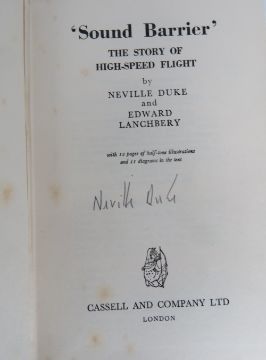 'Sound Barrier'
THE STORY OF
HIGH-SPEED FLIGHT
by
NEVILLE DUKE
and
EDWARD
LANCHBERY
with 12 pages of half-tone illustrations
and 11 diagrams in the text
Neville Duke
CASSELL AND COMPANY LTD
LONDON